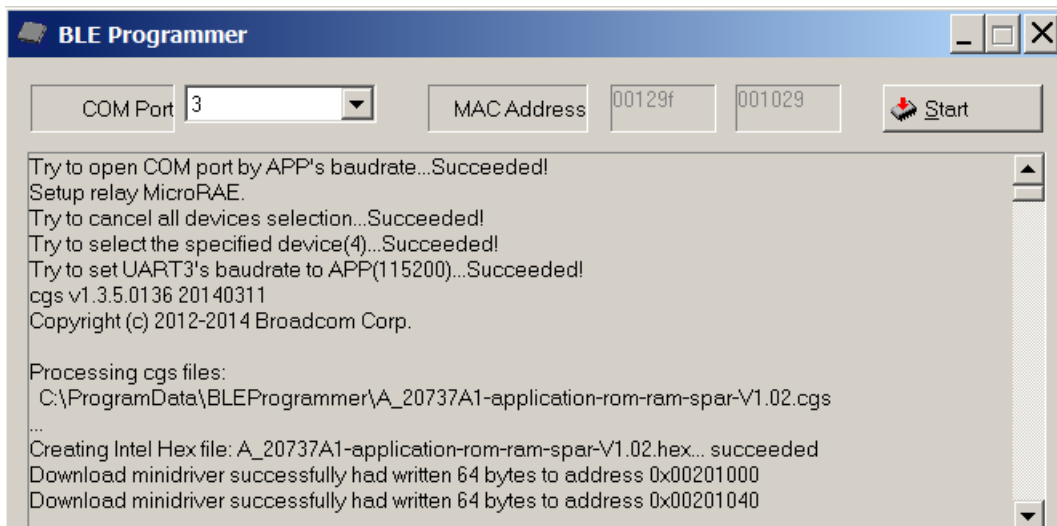 BLE Programmer
COM Port 3 MAC Address 00129f 001029 Start
Try to open COM port by APP's baudrate...Succeeded!
Setup relay MicroRAE.
Try to cancel all devices selection...Succeeded!
Try to select the specified device(4)...Succeeded!
Try to set UART3's baudrate to APP(115200)...Succeeded!
cgs v1.3.5.0136 20140311
Copyright (c) 2012-2014 Broadcom Corp.
Processing cgs files:
C:\ProgramData\BLEProgrammer\A_20737A1-application-rom-ram-spar-V1.02.cgs
...
Creating Intel Hex file: A_20737A1-application-rom-ram-spar-V1.02.hex... succeeded
Download minidriver successfully had written 64 bytes to address 0x00201000
Download minidriver successfully had written 64 bytes to address 0x00201040